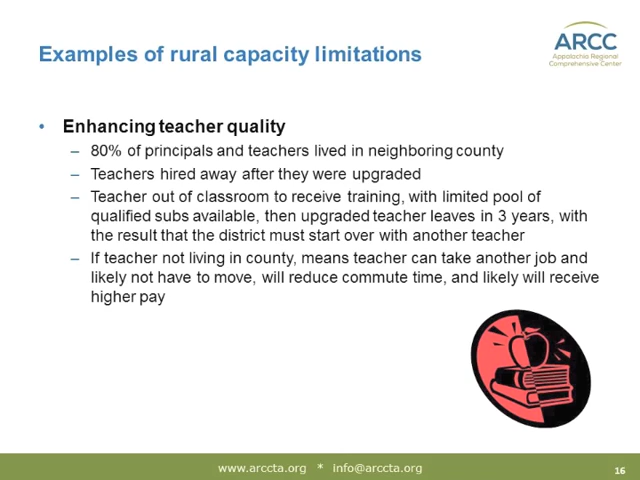 Examples of rural capacity limitations
ARCC
Appalachia Regional
Comprehensive Center
• Enhancing teacher quality
– 80% of principals and teachers lived in neighboring county
– Teachers hired away after they were upgraded
– Teacher out of classroom to receive training, with limited pool of
qualified subs available, then upgraded teacher leaves in 3 years, with
the result that the district must start over with another teacher
– If teacher not living in county, means teacher can take another job and
likely not have to move, will reduce commute time, and likely will receive
higher pay
www.arccta.org * info@arccta.org
16